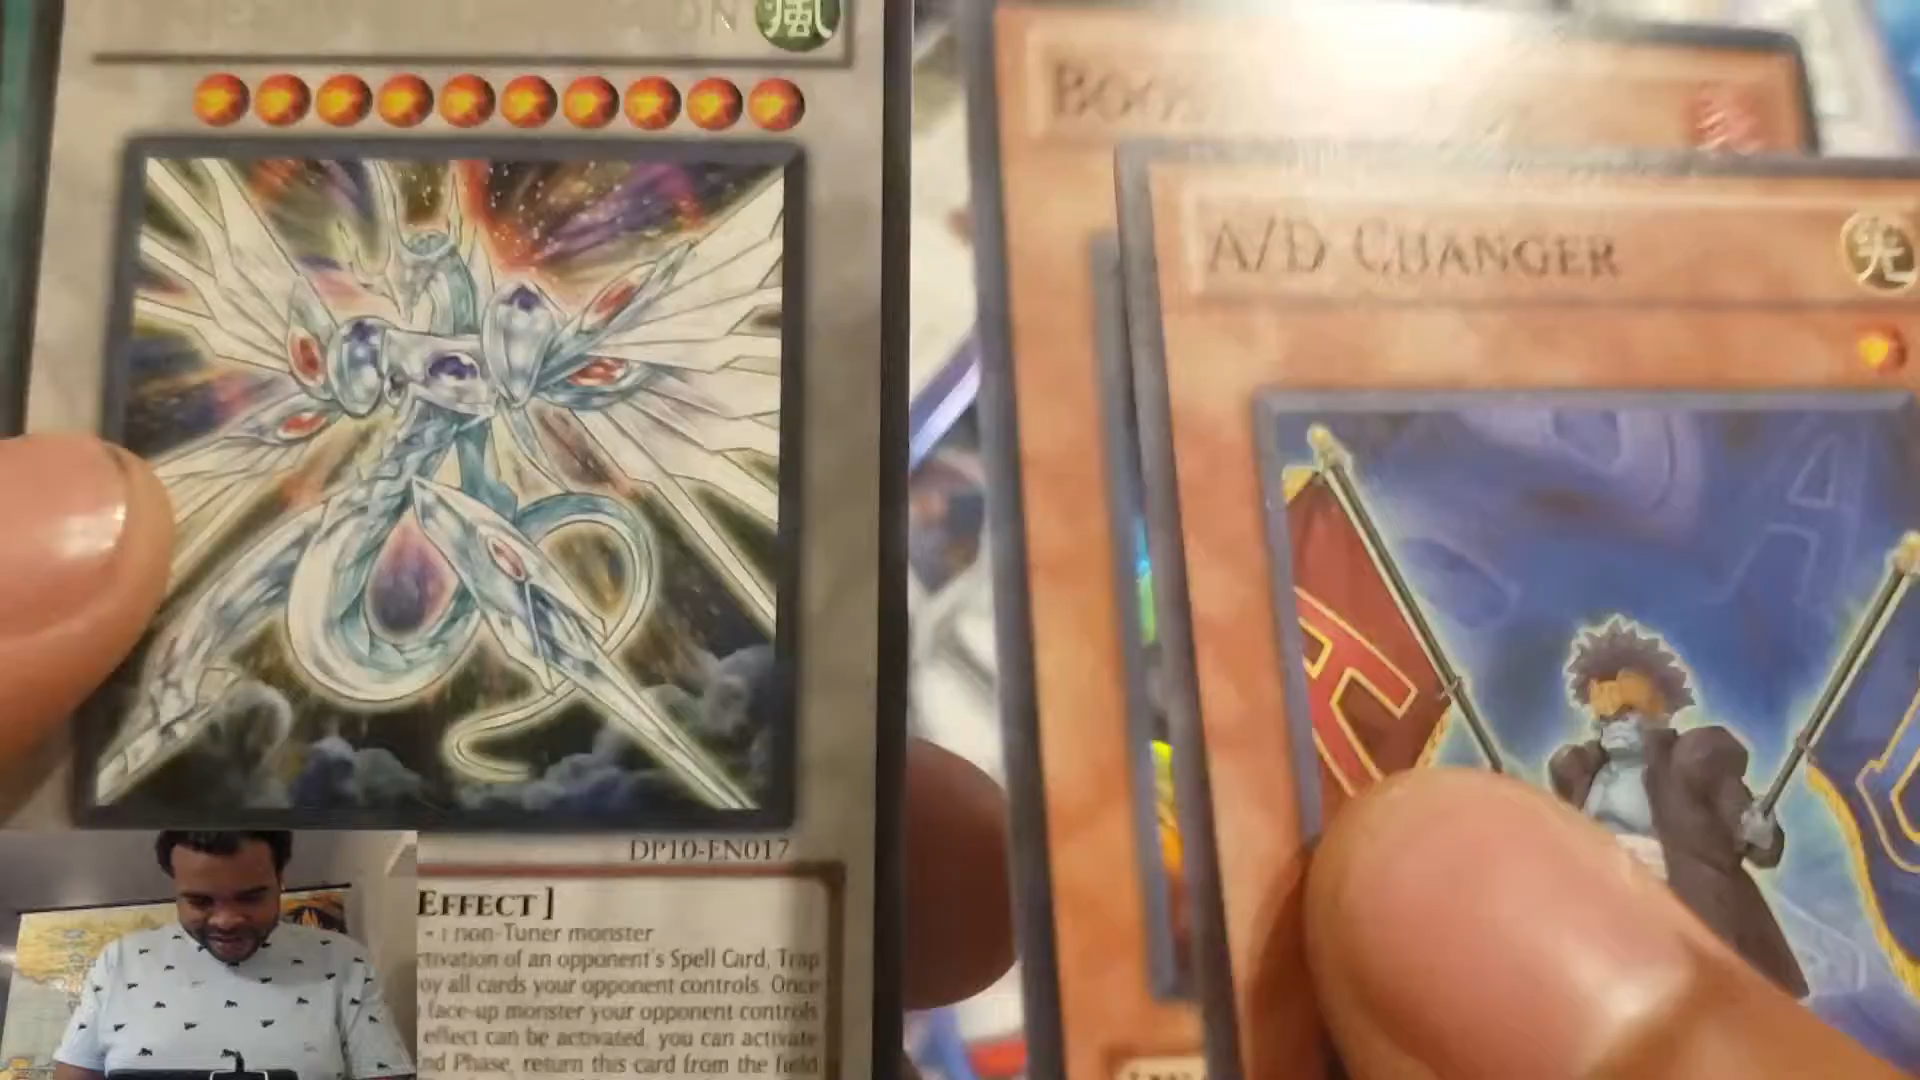 風
DP10-EN017
EFFECT ]
+ 1 non-Tuner monster
activation of an opponent's Spell Card, Trap
oy all cards your opponent controls. Once
face-up monster your opponent controls
effect can be activated, you can activate
nd Phase, return this card from the field
BOOS
A/D CHANGER
光